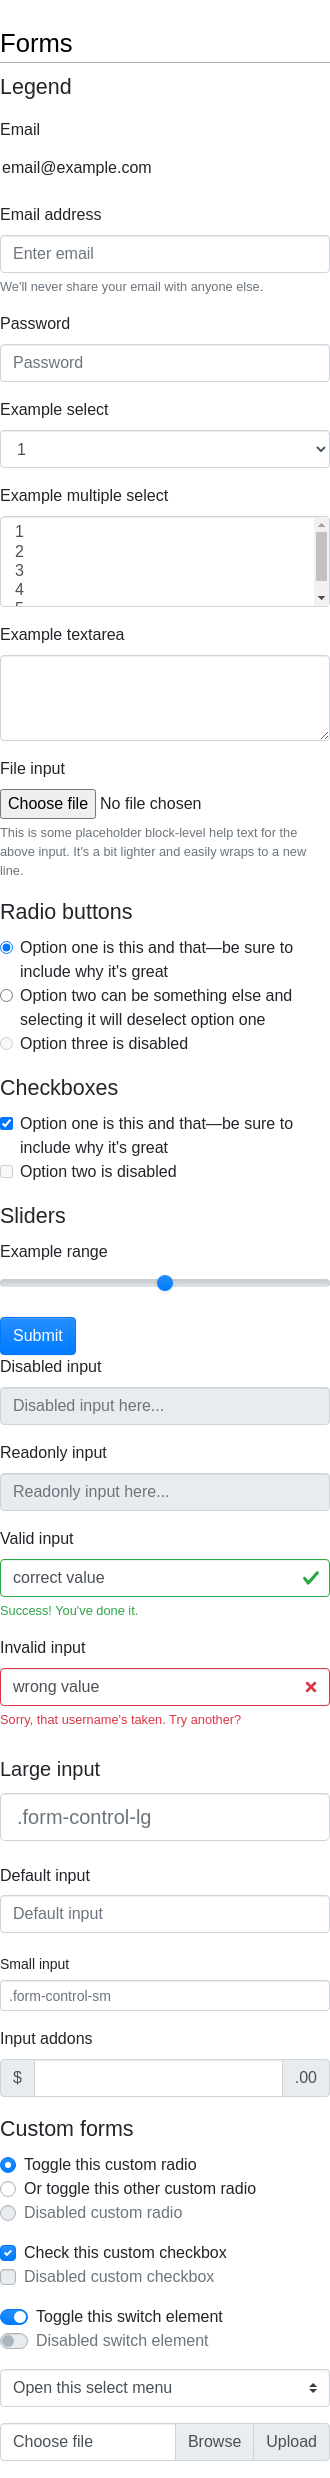 Forms
Legend
Email
email@example.com
Email address
Enter email
We'll never share your email with anyone else.
Password
Password
Example select
1
Example multiple select
1
2
3
4
5
Example textarea
File input
Choose file No file chosen
This is some placeholder block-level help text for the
above input. It's a bit lighter and easily wraps to a new
line.
Radio buttons
Option one is this and that—be sure to
include why it's great
Option two can be something else and
selecting it will deselect option one
Option three is disabled
Checkboxes
Option one is this and that—be sure to
include why it's great
Option two is disabled
Sliders
Example range
Submit
Disabled input
Disabled input here...
Readonly input
Readonly input here...
Valid input
correct value
Success! You've done it.
Invalid input
wrong value
Sorry, that username's taken. Try another?
Large input
.form-control-lg
Default input
Default input
Small input
.form-control-sm
Input addons
$ .00
Custom forms
Toggle this custom radio
Or toggle this other custom radio
Disabled custom radio
Check this custom checkbox
Disabled custom checkbox
Toggle this switch element
Disabled switch element
Open this select menu
Choose file Browse Upload